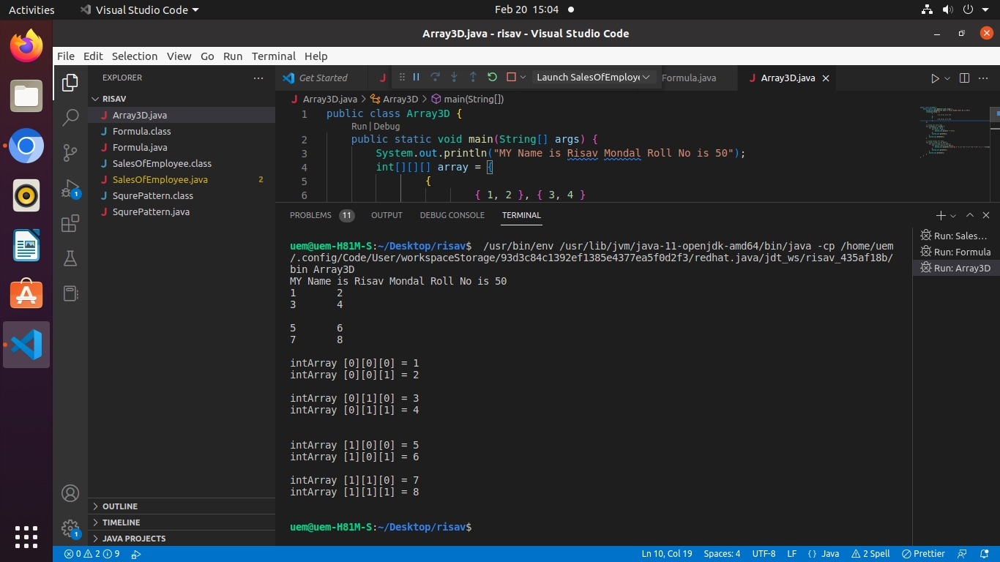 Activities Visual Studio Code Feb 20 15:04
Array3D.java - risav - Visual Studio Code
File Edit Selection View Go Run Terminal Help
EXPLORER ... Get Started Launch SalesOfEmploye Formula.java Array3D.java
RISAV
Array3D.java
Formula.class
Formula.java
SalesOfEmployee.class
SalesOfEmployee.java 2
SqurePattern.class
SqurePattern.java
OUTLINE
TIMELINE
JAVA PROJECTS
1
1
Array3D.java > Array3D > main(String[])
1 public class Array3D {
Run | Debug
2 public static void main(String[] args) {
3 System.out.println("MY Name is Risav Mondal Roll No is 50");
4 int[][][] array = {
5 {
6 { 1, 2 }, { 3, 4 }
PROBLEMS 11 OUTPUT DEBUG CONSOLE TERMINAL
uem@uem-H81M-S:~/Desktop/risav$ /usr/bin/env /usr/lib/jvm/java-11-openjdk-amd64/bin/java -cp /home/uem
/.config/Code/User/workspaceStorage/93d3c84c1392ef1385e4377ea5f0d2f3/redhat.java/jdt_ws/risav_435af18b/
bin Array3D
MY Name is Risav Mondal Roll No is 50
1 2
3 4
5 6
7 8
intArray [0][0][0] = 1
intArray [0][0][1] = 2
intArray [0][1][0] = 3
intArray [0][1][1] = 4
intArray [1][0][0] = 5
intArray [1][0][1] = 6
intArray [1][1][0] = 7
intArray [1][1][1] = 8
uem@uem-H81M-S:~/Desktop/risav$
Run: Sales...
Run: Formula
Run: Array3D
0 2 9 Ln 10, Col 19 Spaces: 4 UTF-8 LF {} Java 2 Spell Prettier